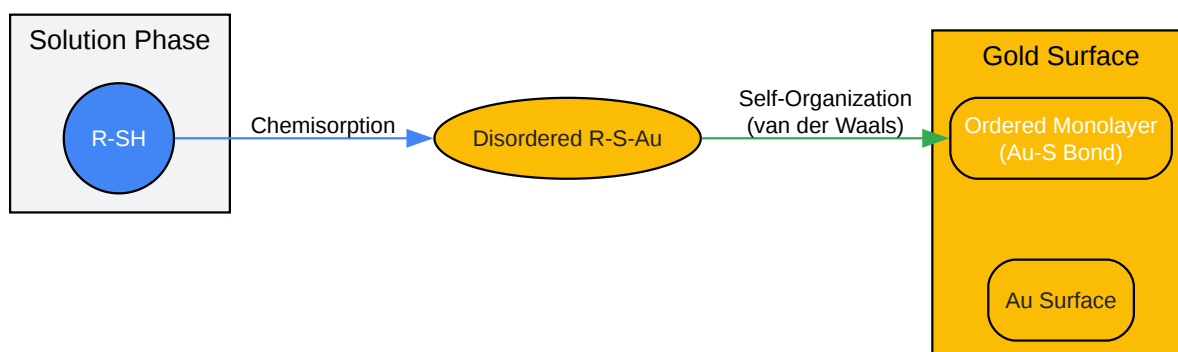 Solution Phase
R-SH
Chemisorption
Disordered R-S-Au
Self-Organization
(van der Waals)
Gold Surface
Ordered Monolayer
(Au-S Bond)
Au Surface